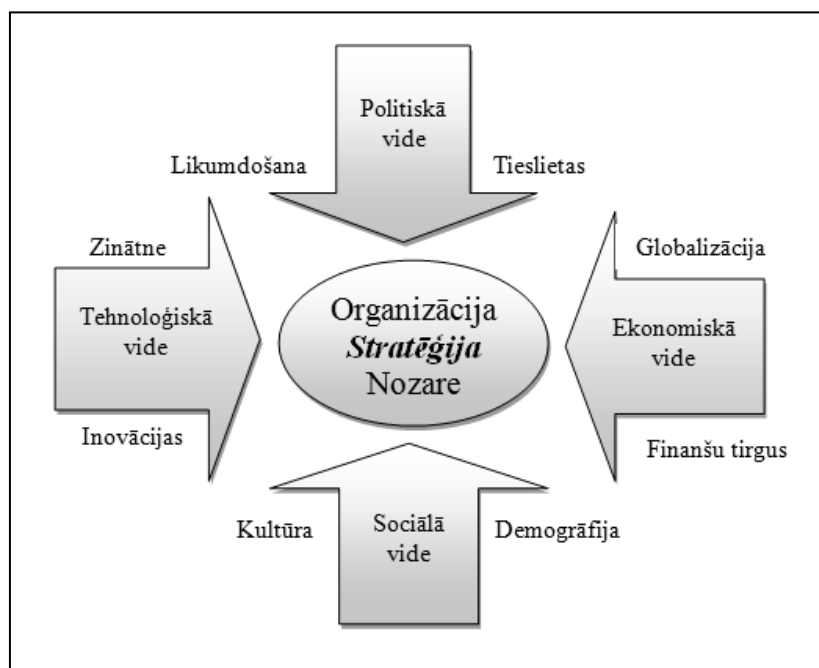 Politiskā
vide
Likumdošana
Tieslietas
Zinātne
Globalizācija
Tehnoloģiskā
vide
Organizācija
Stratēģija
Nozare
Ekonomiskā
vide
Inovācijas
Finanšu tirgus
Kultūra
Sociālā
vide
Demogrāfija